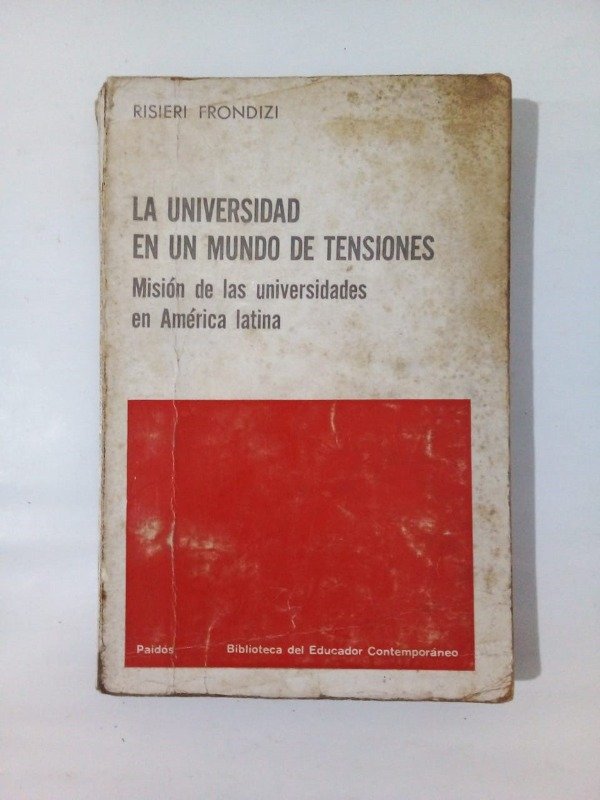 RISIERI FRONDIZI
LA UNIVERSIDAD
EN UN MUNDO DE TENSIONES
Misión de las universidades
en América latina
Paidós Biblioteca del Educador Contemporáneo